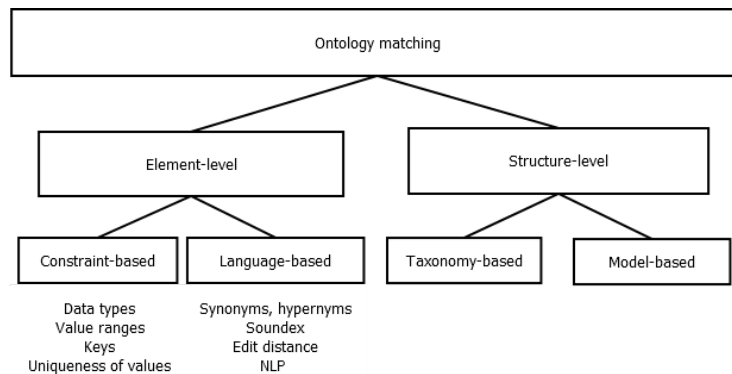 Ontology matching
Element-level
Structure-level
Constraint-based
Language-based
Taxonomy-based
Model-based
Data types
Value ranges
Keys
Uniqueness of values
Synonyms, hypernyms
Soundex
Edit distance
NLP